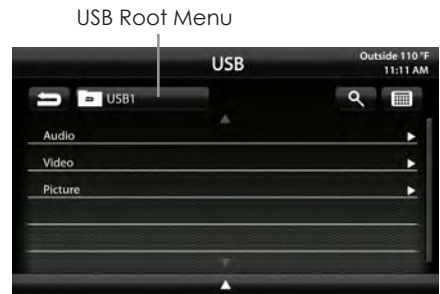 USB Root Menu
USB
Outside 110 °F
11:11 AM
USB1
Audio
Video
Picture